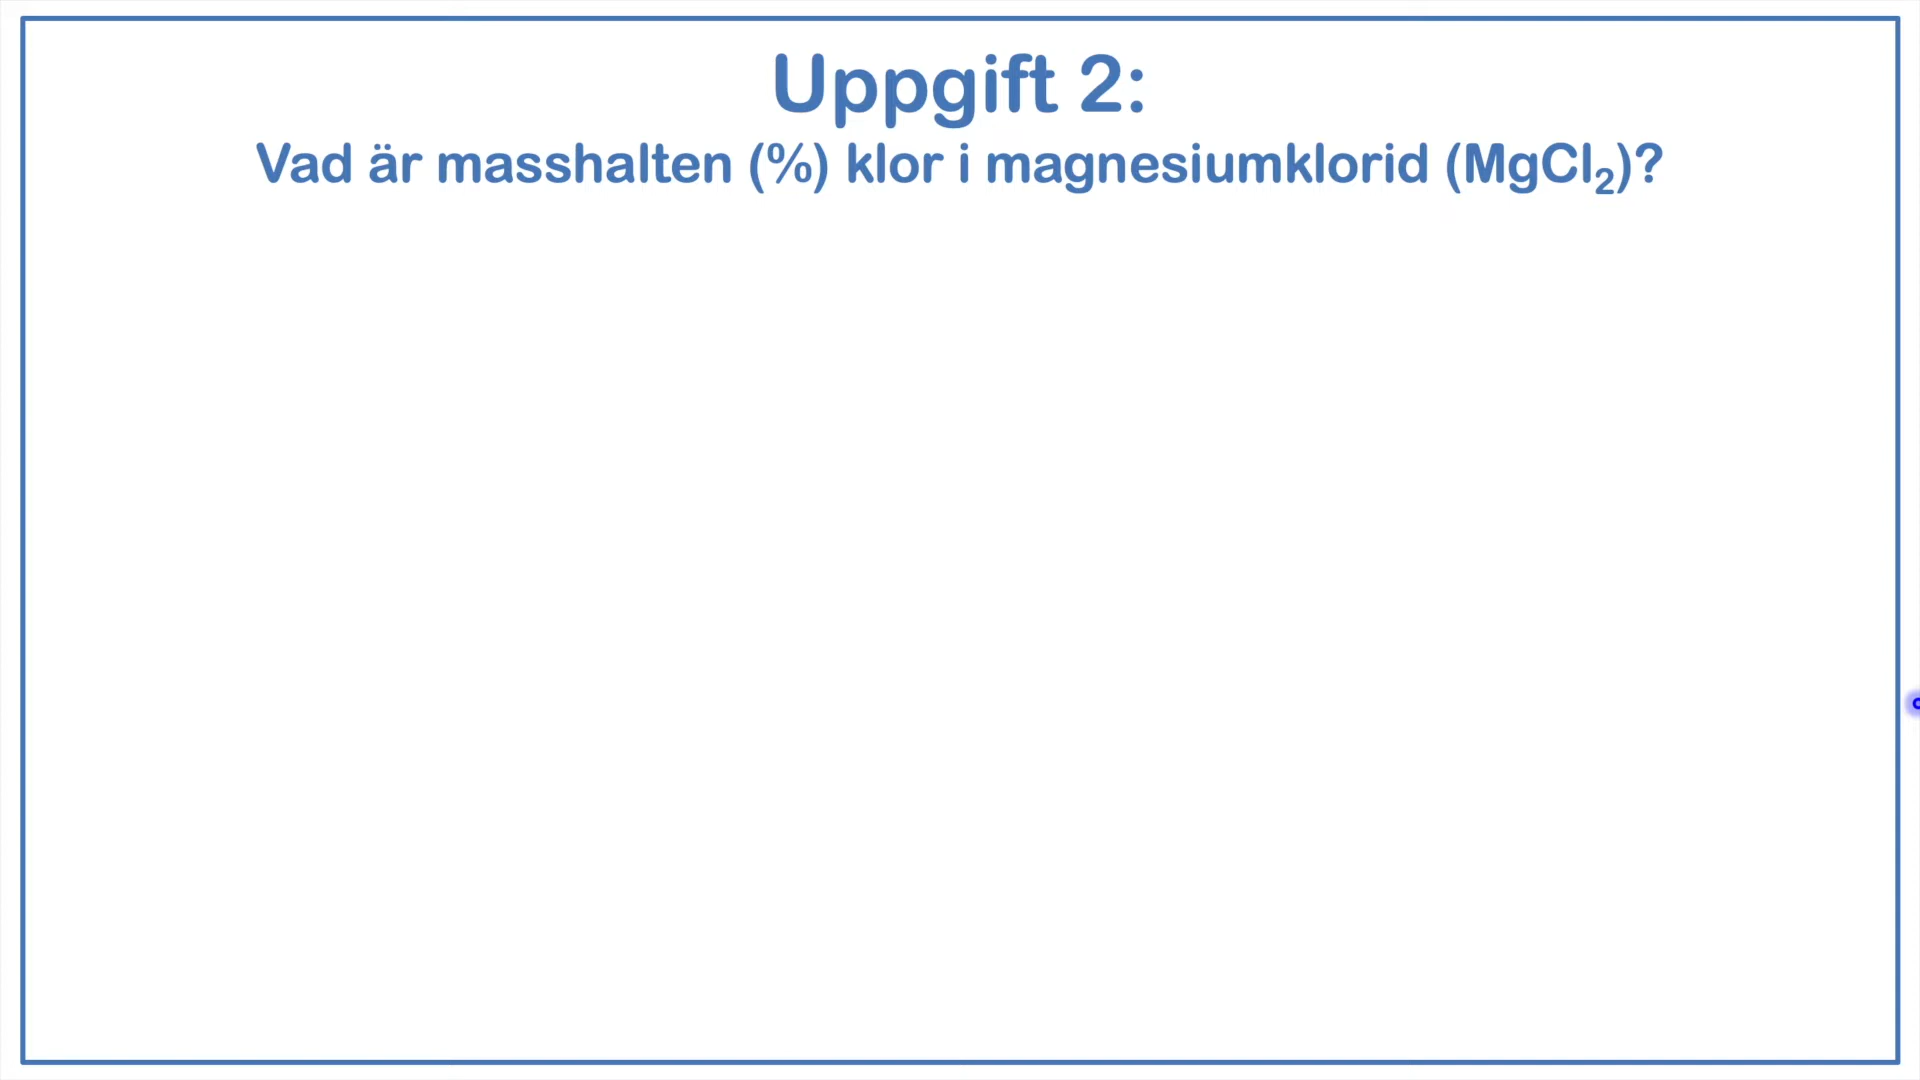 Uppgift 2:
Vad är masshalten (%) klor i magnesiumklorid (MgCl₂)?